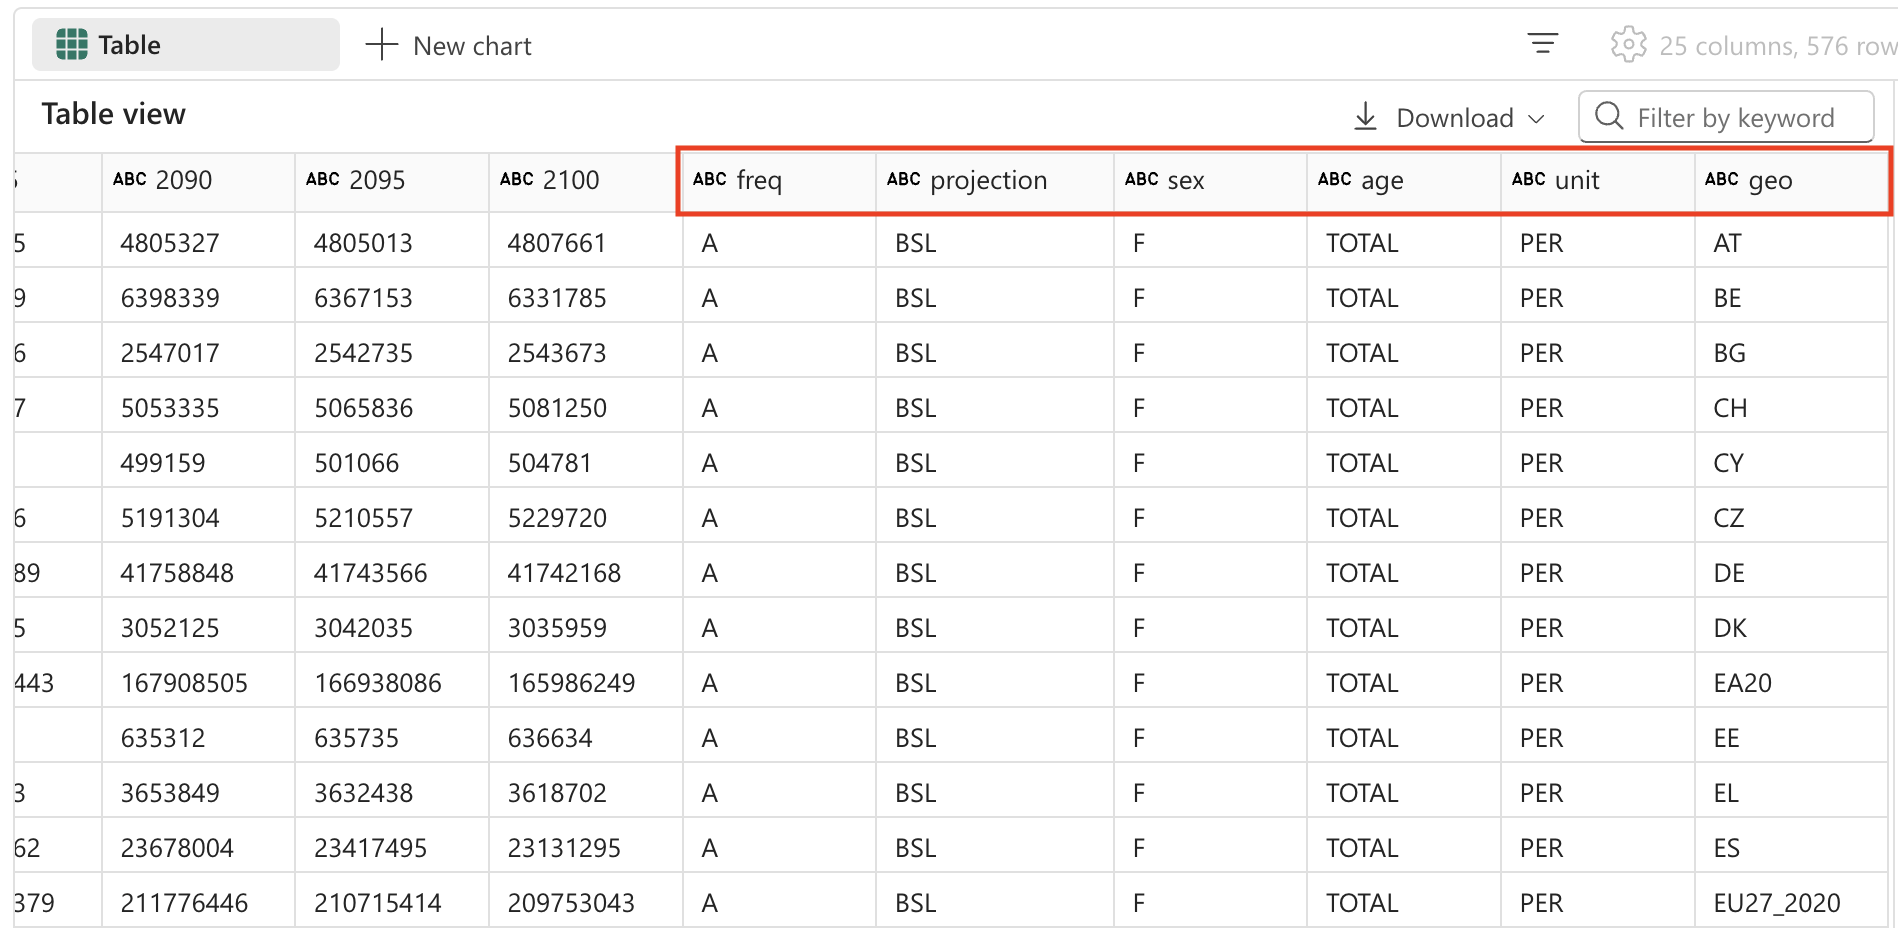 Table New chart 25 columns, 576 row
Table view Download Filter by keyword
ABC 2090 ABC 2095 ABC 2100 ABC freq ABC projection ABC sex ABC age ABC unit ABC geo
5 4805327 4805013 4807661 A BSL F TOTAL PER AT
9 6398339 6367153 6331785 A BSL F TOTAL PER BE
6 2547017 2542735 2543673 A BSL F TOTAL PER BG
7 5053335 5065836 5081250 A BSL F TOTAL PER CH
499159 501066 504781 A BSL F TOTAL PER CY
6 5191304 5210557 5229720 A BSL F TOTAL PER CZ
89 41758848 41743566 41742168 A BSL F TOTAL PER DE
5 3052125 3042035 3035959 A BSL F TOTAL PER DK
443 167908505 166938086 165986249 A BSL F TOTAL PER EA20
635312 635735 636634 A BSL F TOTAL PER EE
3 3653849 3632438 3618702 A BSL F TOTAL PER EL
62 23678004 23417495 23131295 A BSL F TOTAL PER ES
379 211776446 210715414 209753043 A BSL F TOTAL PER EU27_2020